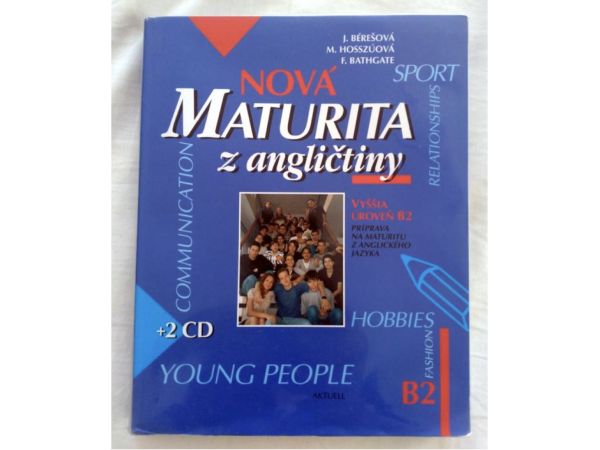 J. BÉREŠOVÁ
M. HOSSZÚOVÁ
F. BATHGATE
NOVÁ
SPORT
MATURITA
z angličtiny
RELATIONSHIPS
COMMUNICATION
VYŠŠIA
ÚROVEŇ B2
PRÍPRAVA
NA MATURITU
Z ANGLICKÉHO
JAZYKA
+2 CD
HOBBIES
FASHION
YOUNG PEOPLE
B2
AKTUELL